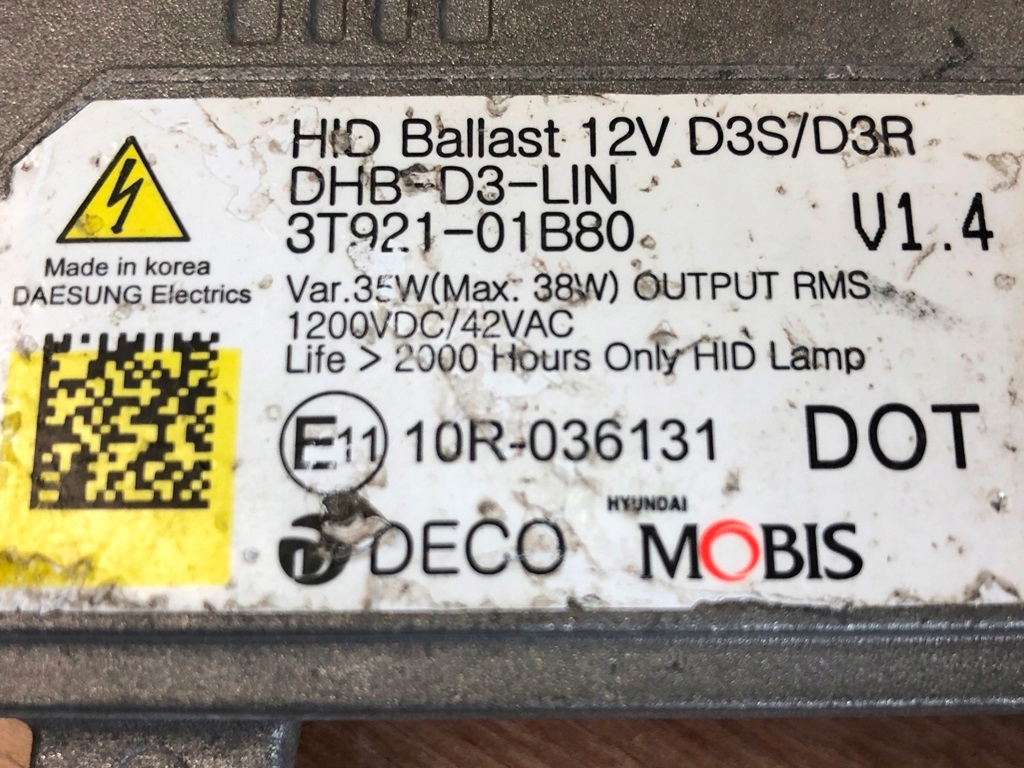 HID Ballast 12V D3S/D3R
DHB-D3-LIN
3T921-01B80
V1.4
Made in korea
DAESUNG Electrics
Var.35W(Max. 38W) OUTPUT RMS
1200VDC/42VAC
Life > 2000 Hours Only HID Lamp
E11 10R-036131
DOT
DECO
HYUNDAI
MOBIS